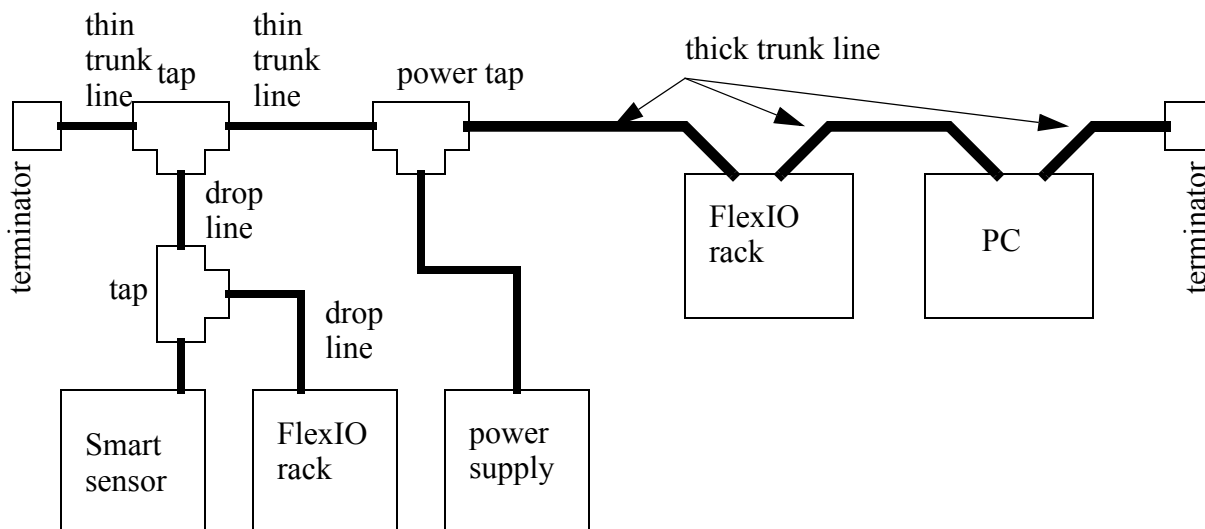 thin
trunk
line
tap
thin
trunk
line
power tap
thick trunk line
terminator
drop
line
FlexIO
rack
PC
terminator
tap
drop
line
Smart
sensor
FlexIO
rack
power
supply